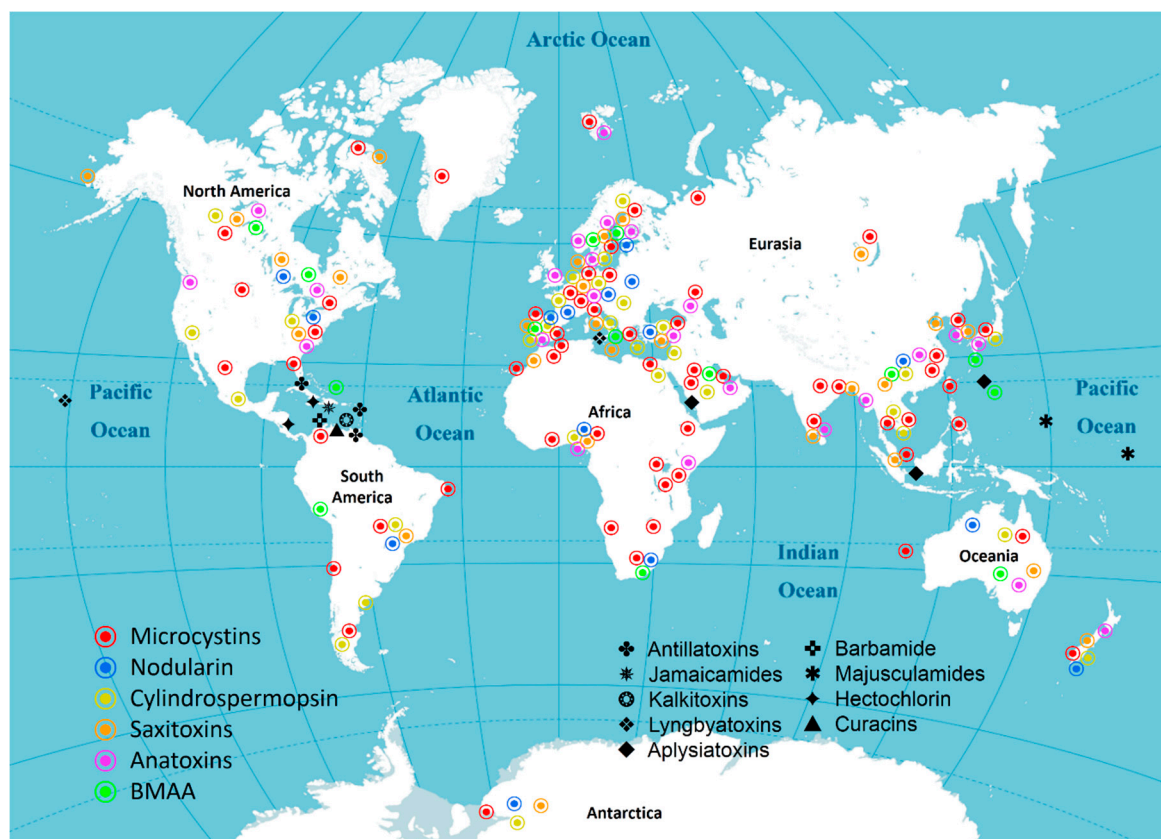 Arctic Ocean
North America
Eurasia
Pacific
Ocean
Atlantic
Ocean
Africa
Pacific
Ocean
South
America
Indian
Ocean
Oceania
Microcystins
Nodularin
Cylindrospermopsin
Saxitoxins
Anatoxins
BMAA
Antillatoxins
Jamaicamides
Kalkitoxins
Lyngbyatoxins
Aplysiatoxins
Barbamide
Majusculamides
Hectochlorin
Curacins
Antarctica